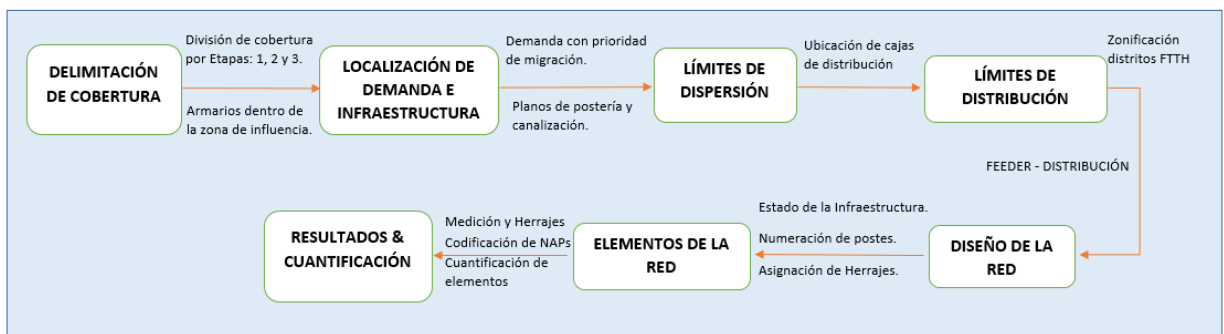 DELIMITACIÓN
DE COBERTURA
División de cobertura
por Etapas: 1, 2 y 3.
Armarios dentro de
la zona de influencia.
LOCALIZACIÓN DE
DEMANDA E
INFRAESTRUCTURA
Demanda con prioridad
de migración.
Planos de postería y
canalización.
LÍMITES DE
DISPERSIÓN
Ubicación de cajas
de distribución
LÍMITES DE
DISTRIBUCIÓN
Zonificación
distritos FTTH
FEEDER - DISTRIBUCIÓN
DISEÑO DE LA
RED
Estado de la Infraestructura.
Numeración de postes.
Asignación de Herrajes.
ELEMENTOS DE LA
RED
Medición y Herrajes
Codificación de NAPs
Cuantificación de
elementos
RESULTADOS &
CUANTIFICACIÓN